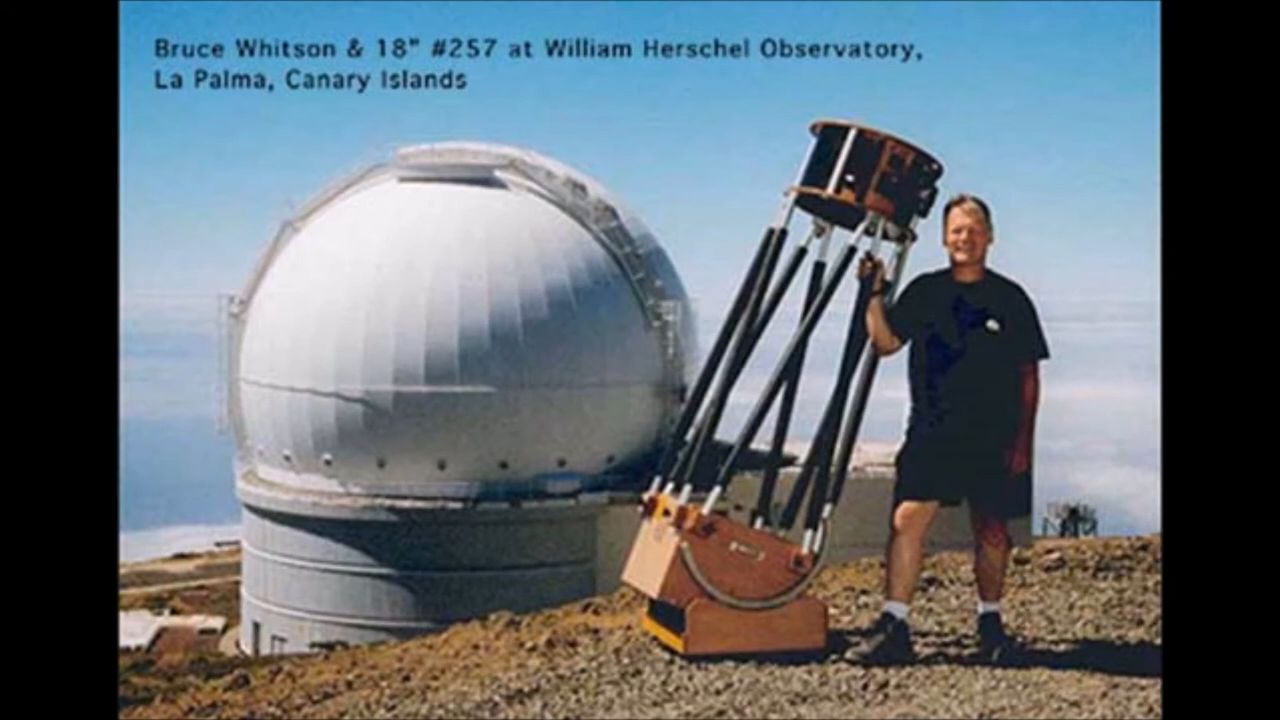 Bruce Whitson & 18" #257 at William Herschel Observatory,
La Palma, Canary Islands